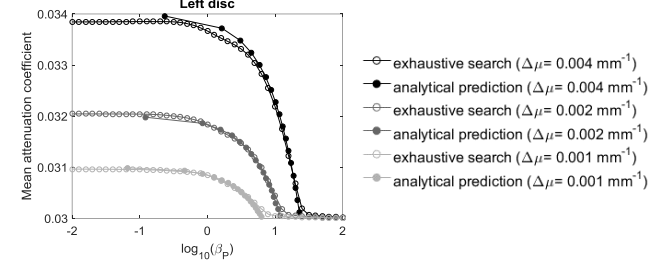 Left disc
0.034
0.033
0.032
0.031
0.03
Mean attenuation coefficient
-2 -1 0 1 2
log₁₀(βP)
exhaustive search (Δμ= 0.004 mm⁻¹)
analytical prediction (Δμ= 0.004 mm⁻¹)
exhaustive search (Δμ= 0.002 mm⁻¹)
analytical prediction (Δμ= 0.002 mm⁻¹)
exhaustive search (Δμ= 0.001 mm⁻¹)
analytical prediction (Δμ= 0.001 mm⁻¹)